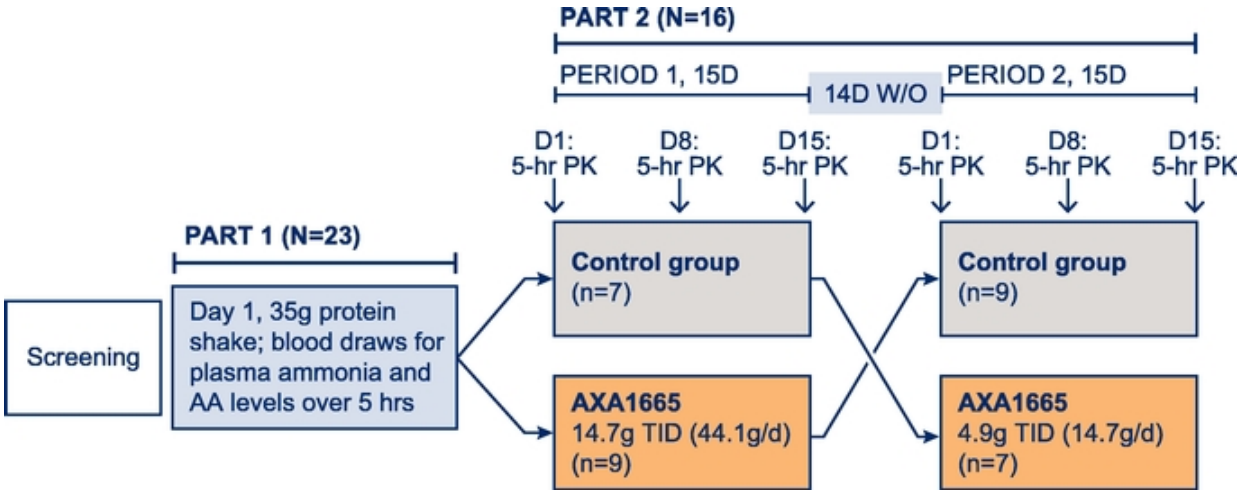 PART 2 (N=16)
PERIOD 1, 15D
14D W/O
PERIOD 2, 15D
D1:
5-hr PK
D8:
5-hr PK
D15:
5-hr PK
D1:
5-hr PK
D8:
5-hr PK
D15:
5-hr PK
PART 1 (N=23)
Screening
Day 1, 35g protein
shake; blood draws for
plasma ammonia and
AA levels over 5 hrs
Control group
(n=7)
AXA1665
14.7g TID (44.1g/d)
(n=9)
Control group
(n=9)
AXA1665
4.9g TID (14.7g/d)
(n=7)